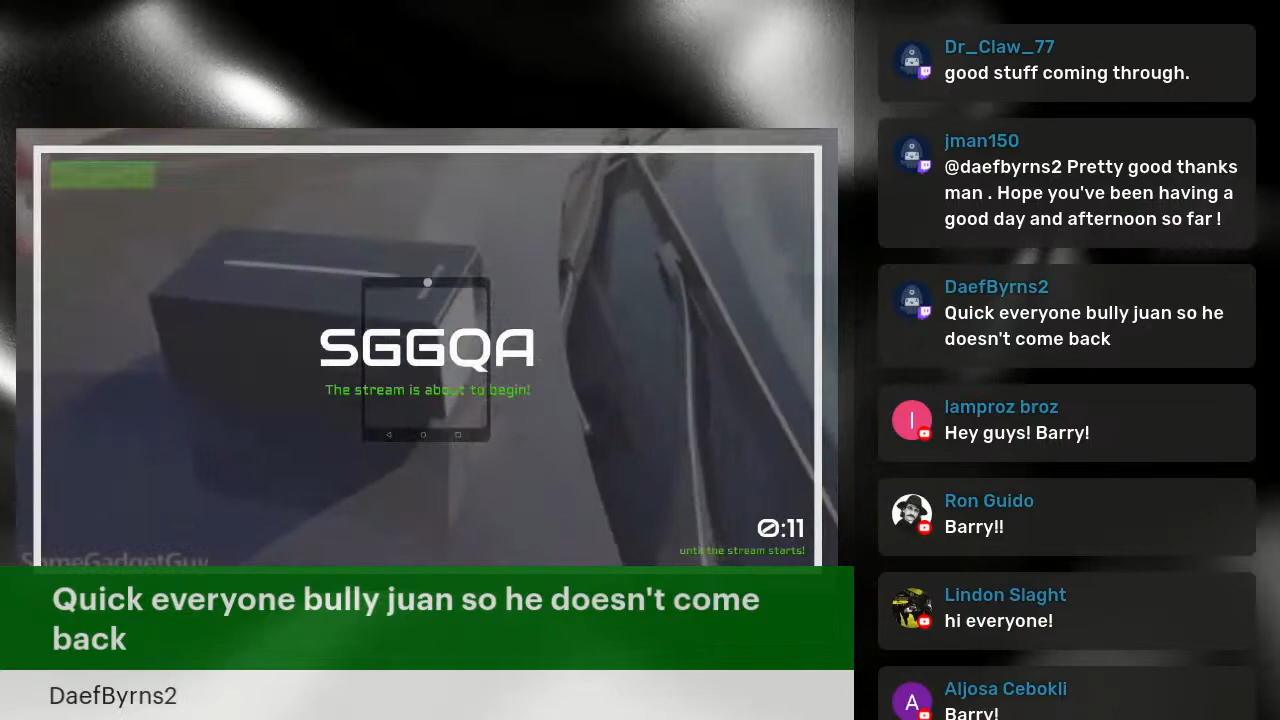 SGGQA
The stream is about to begin!
0:11
until the stream starts!
SomeGadgetGuy
Quick everyone bully juan so he doesn't come
back
DaefByrns2
Dr_Claw_77
good stuff coming through.
jman150
@daefbyrns2 Pretty good thanks
man . Hope you've been having a
good day and afternoon so far !
DaefByrns2
Quick everyone bully juan so he
doesn't come back
lamproz broz
Hey guys! Barry!
Ron Guido
Barry!!
Lindon Slaght
hi everyone!
Aljosa Cebokli
A
Barry!